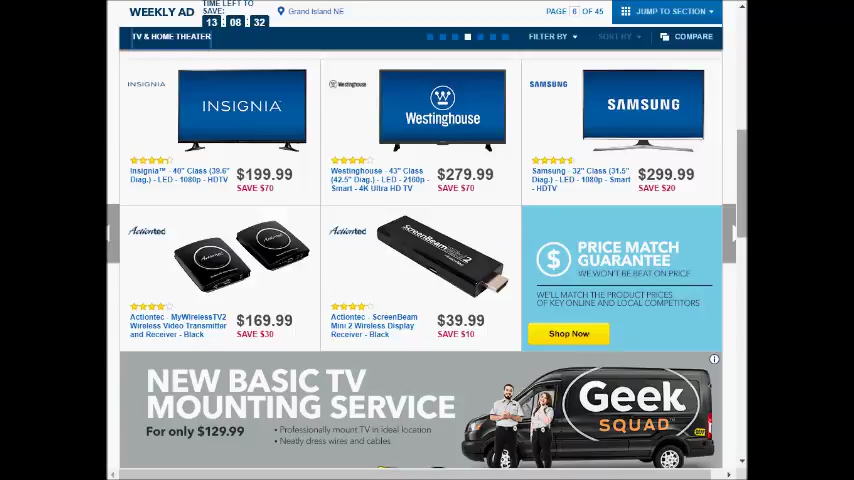 WEEKLY AD
TIME LEFT TO
SAVE:
13 : 08 : 32
Grand Island NE
PAGE 6 OF 45
JUMP TO SECTION
TV & HOME THEATER
FILTER BY
SORT BY
COMPARE
INSIGNIA
INSIGNIA
Westinghouse
Westinghouse
SAMSUNG
SAMSUNG
Insignia™ - 40" Class (39.6"
Diag.) - LED - 1080p - HDTV
$199.99
SAVE $70
Westinghouse - 43" Class
(42.5" Diag.) - LED - 2160p -
Smart - 4K Ultra HD TV
$279.99
SAVE $70
Samsung - 32" Class (31.5"
Diag.) - LED - 1080p - Smart
- HDTV
$299.99
SAVE $20
Actiontec
Actiontec
ScreenBeam Mini2
Actiontec - MyWirelessTV2
Wireless Video Transmitter
and Receiver - Black
$169.99
SAVE $30
Actiontec - ScreenBeam
Mini 2 Wireless Display
Receiver - Black
$39.99
SAVE $10
$
PRICE MATCH
GUARANTEE
WE WON'T BE BEAT ON PRICE
WE'LL MATCH THE PRODUCT PRICES
OF KEY ONLINE AND LOCAL COMPETITORS
Shop Now
NEW BASIC TV
MOUNTING SERVICE
For only $129.99
• Professionally mount TV in ideal location
• Neatly dress wires and cables
Geek
SQUAD